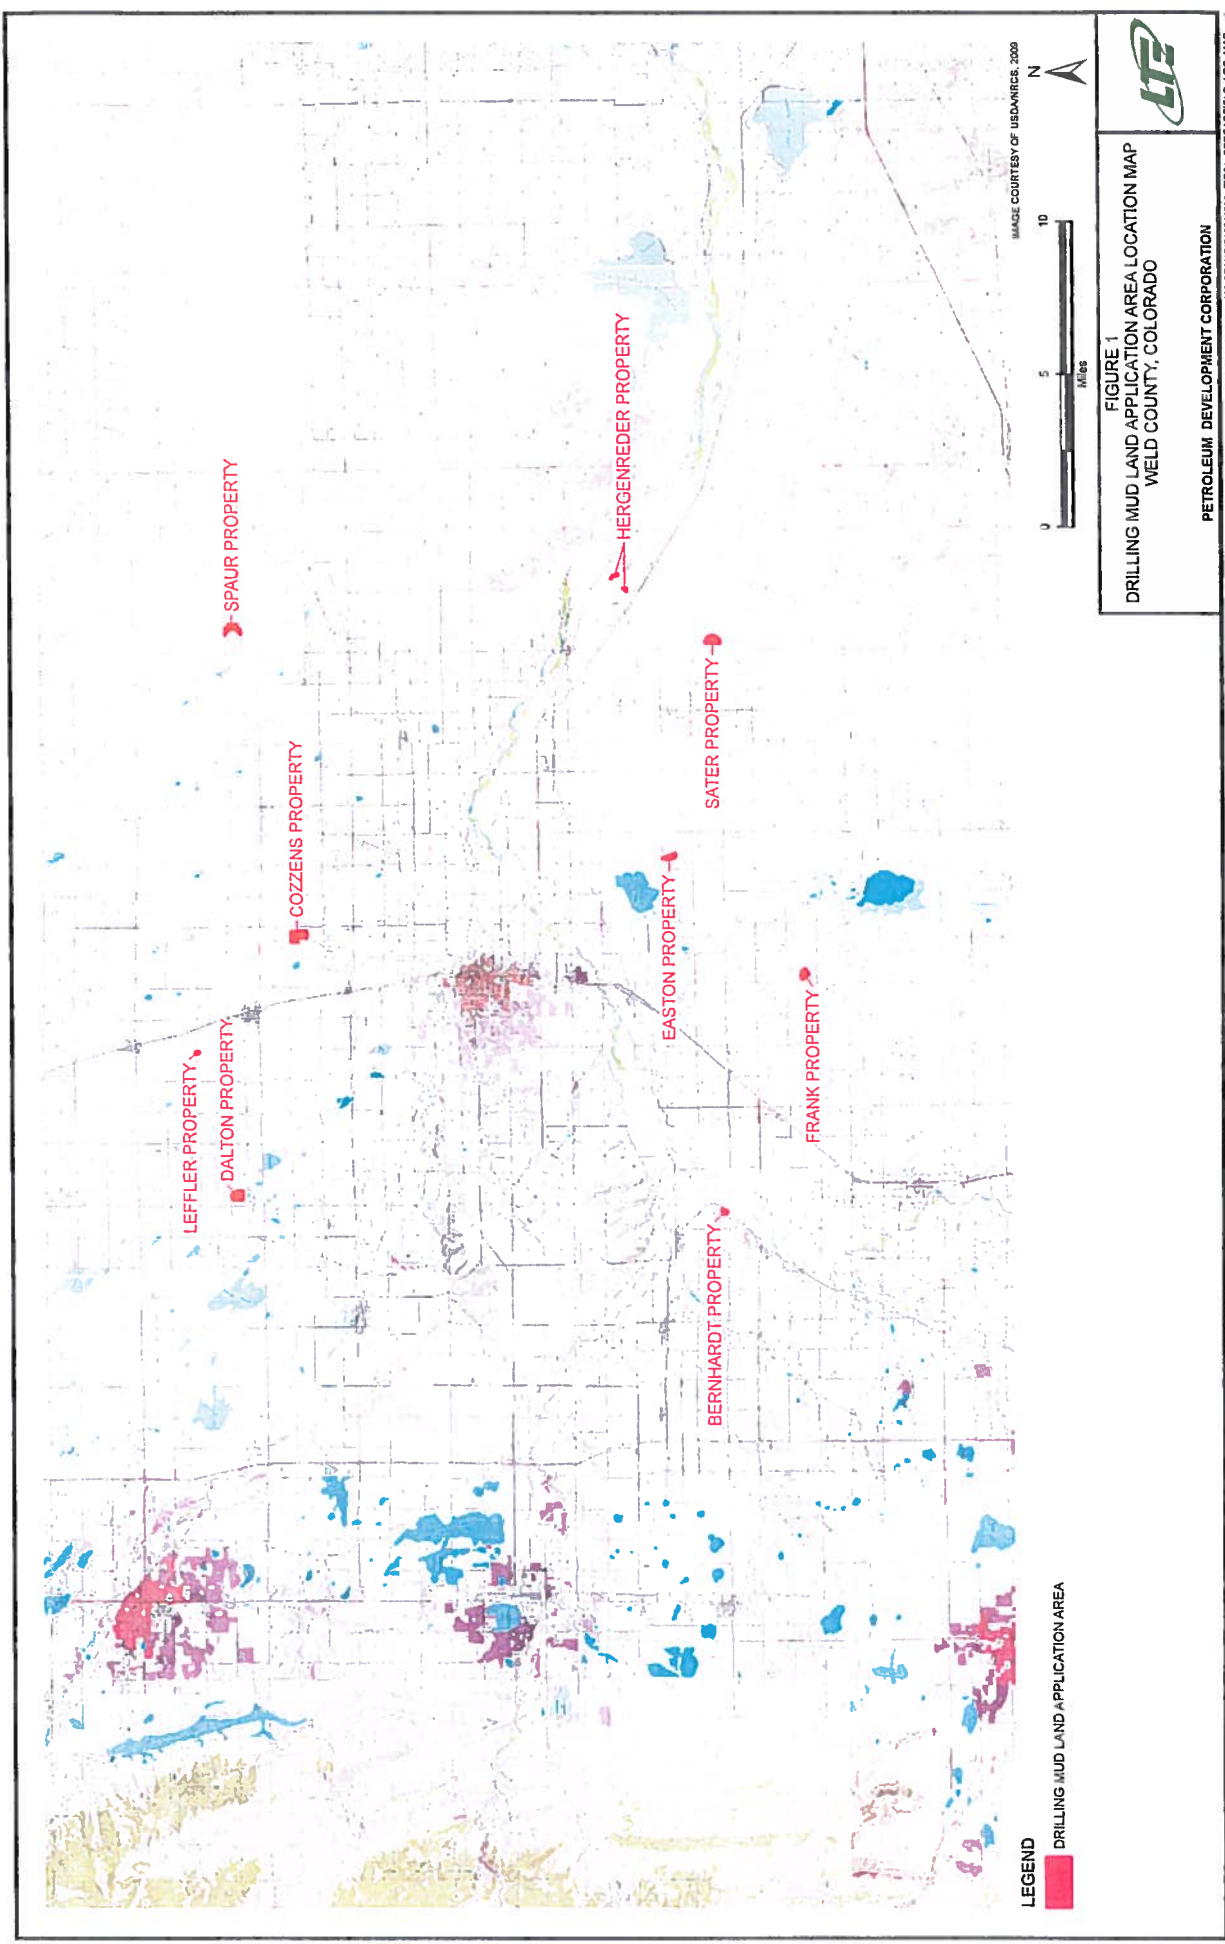 LEFFLER PROPERTY
DALTON PROPERTY
COZZENS PROPERTY
SPAUR PROPERTY
HERGENREDER PROPERTY
SATER PROPERTY
EASTON PROPERTY
FRANK PROPERTY
BERNHARDT PROPERTY
IMAGE COURTESY OF USDA/NRCS, 2009
N
0 5 10
Miles
LEGEND
DRILLING MUD LAND APPLICATION AREA
FIGURE 1
DRILLING MUD LAND APPLICATION AREA LOCATION MAP
WELD COUNTY, COLORADO
PETROLEUM DEVELOPMENT CORPORATION
LTE